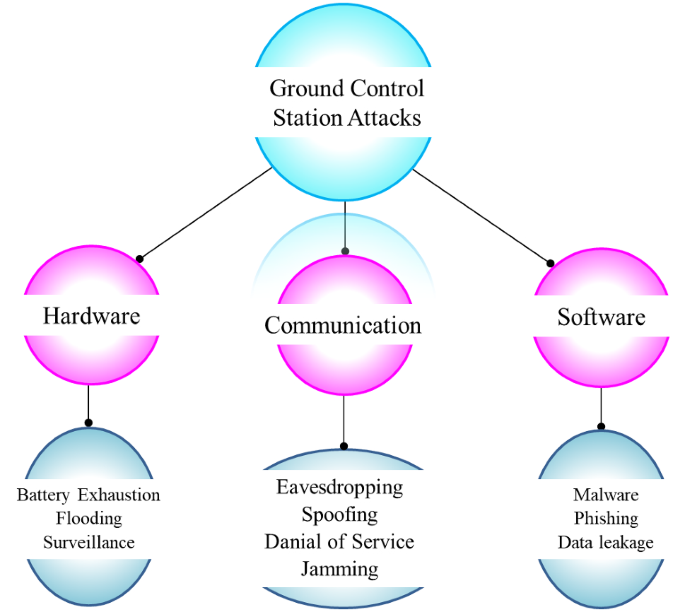 Ground Control
Station Attacks
Hardware
Communication
Software
Battery Exhaustion
Flooding
Surveillance
Eavesdropping
Spoofing
Danial of Service
Jamming
Malware
Phishing
Data leakage